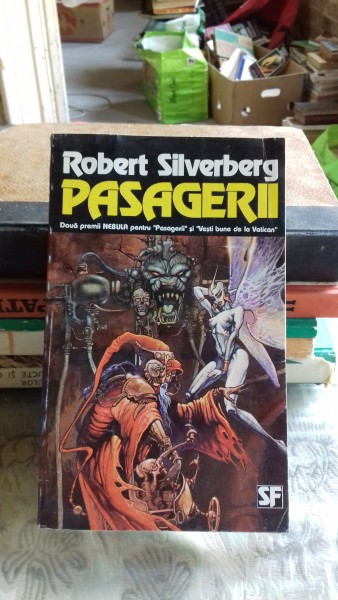 Robert Silverberg
PASAGERII
Două premii NEBULA pentru "Pasagerii" și "Vești bune de la Vatican"
SF